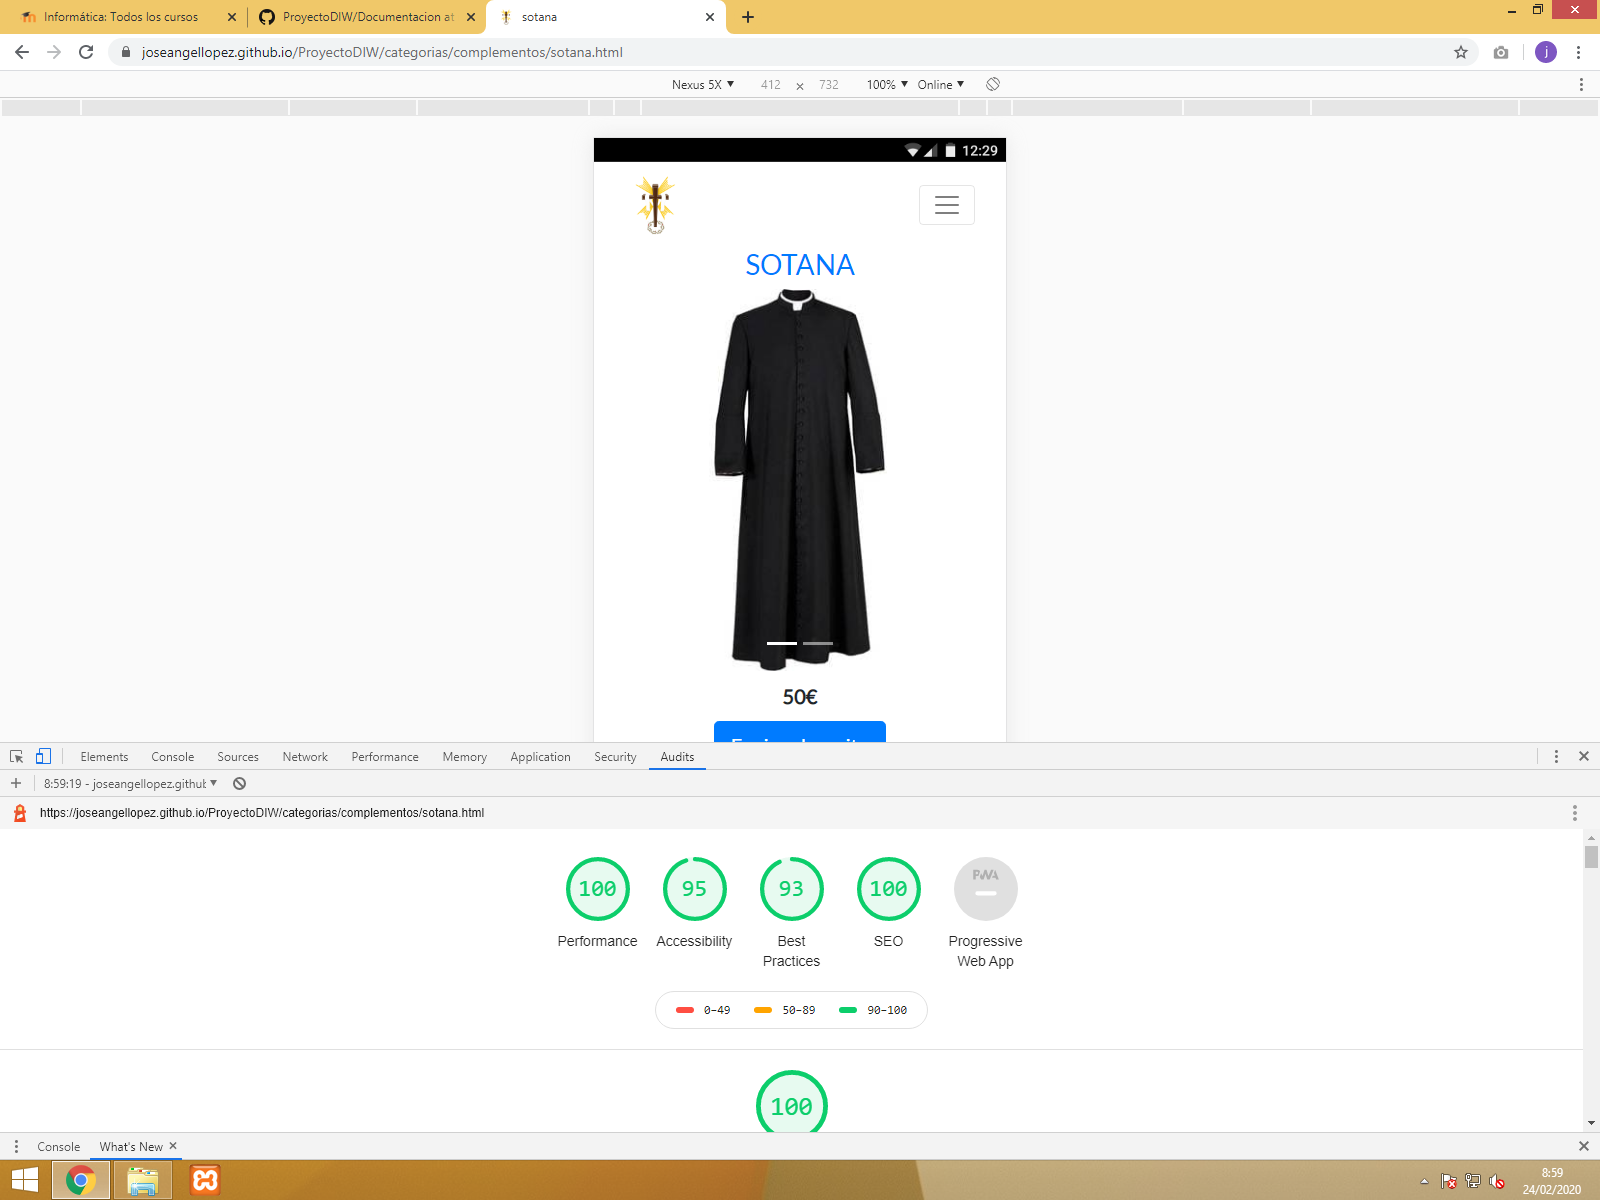 Informática: Todos los cursos
ProyectoDIW/Documentacion at
sotana
joseangellopez.github.io/ProyectoDIW/categorias/complementos/sotana.html
j
Nexus 5X 412 x 732 100% Online
12:29
SOTANA
50€
Elements Console Sources Network Performance Memory Application Security Audits
8:59:19 - joseangellopez.github
https://joseangellopez.github.io/ProyectoDIW/categorias/complementos/sotana.html
100 95 93 100 PWA
Performance Accessibility Best Practices SEO Progressive Web App
0–49 50–89 90–100
100
Console What's New
8:59
24/02/2020